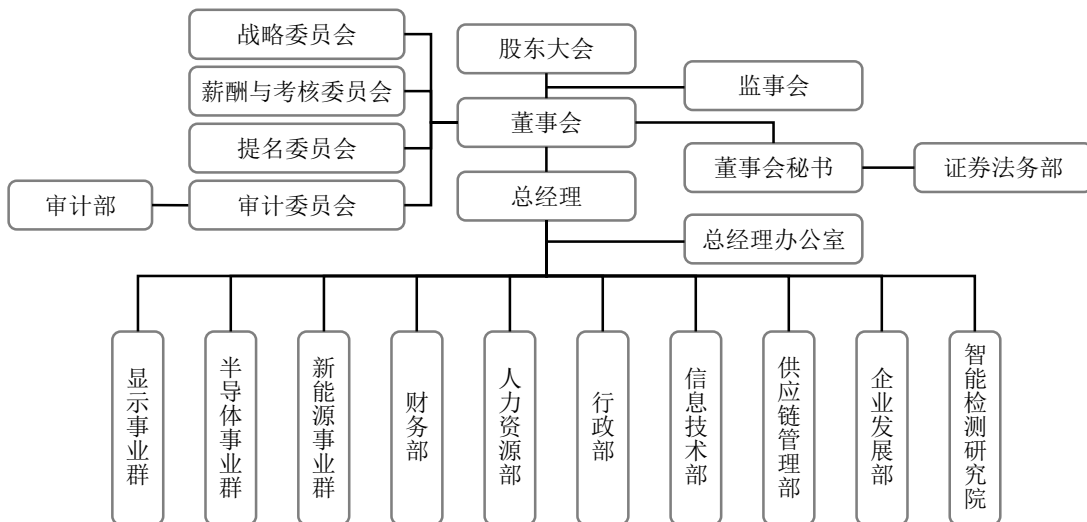 战略委员会
股东大会
薪酬与考核委员会
监事会
董事会
提名委员会
董事会秘书
证券法务部
审计部
审计委员会
总经理
总经理办公室
显示事业群
半导体事业群
新能源事业群
财务部
人力资源部
行政部
信息技术部
供应链管理部
企业发展部
智能检测研究院